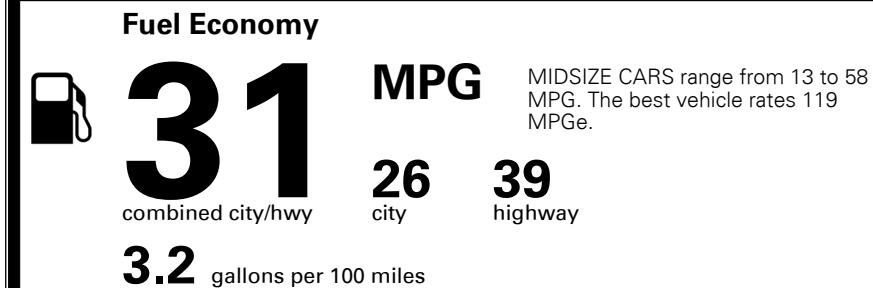 Fuel Economy
31 MPG
MIDSIZE CARS range from 13 to 58
MPG. The best vehicle rates 119
MPGe.
26 39
combined city/hwy city highway
3.2 gallons per 100 miles